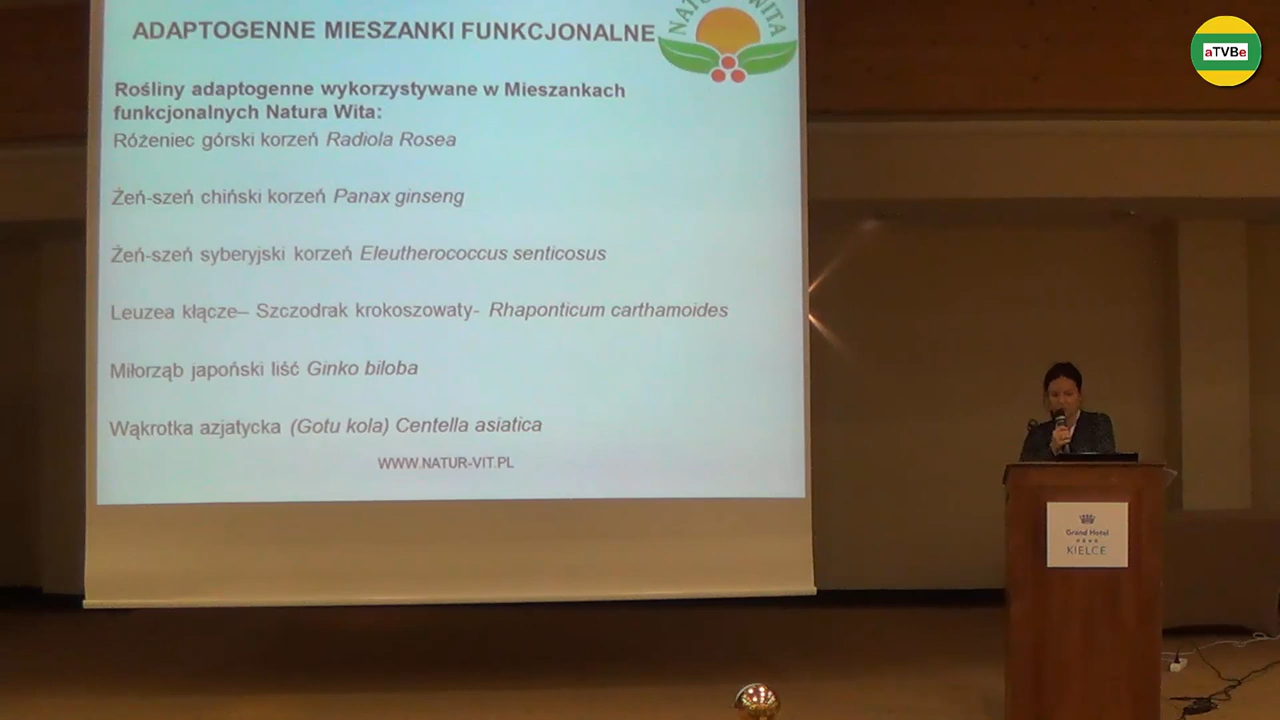 ADAPTOGENNE MIESZANKI FUNKCJONALNE
Rośliny adaptogenne wykorzystywane w Mieszankach
funkcjonalnych Natura Wita:
Różeniec górski korzeń Radiola Rosea
Żeń-szeń chiński korzeń Panax ginseng
Żeń-szeń syberyjski korzeń Eleutherococcus senticosus
Leuzea kłącze– Szczodrak krokoszowaty- Rhaponticum carthamoides
Miłorząb japoński liść Ginko biloba
Wąkrotka azjatycka (Gotu kola) Centella asiatica
WWW.NATUR-VIT.PL
aTVBe
Grand Hotel
KIELCE